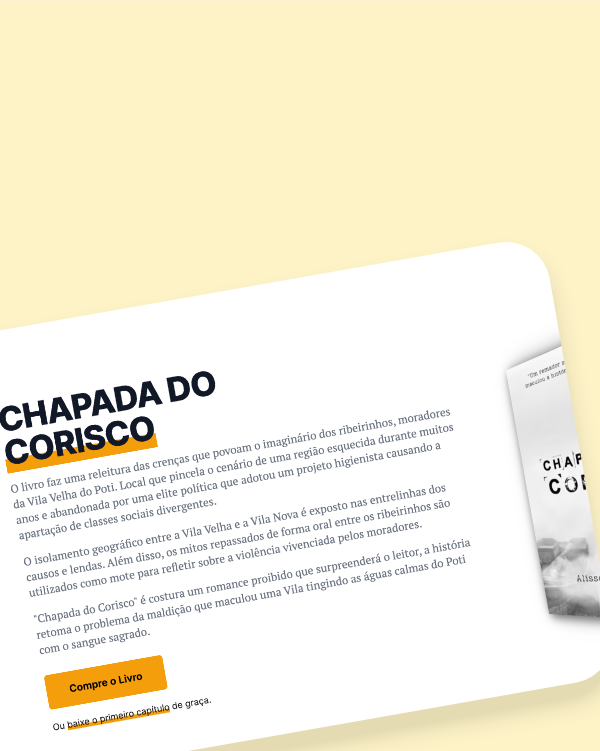 CHAPADA DO
CORISCO
O livro faz uma releitura das crenças que povoam o imaginário dos ribeirinhos, moradores
da Vila Velha do Poti. Local que pincela o cenário de uma região esquecida durante muitos
anos e abandonada por uma elite política que adotou um projeto higienista causando a
apartação de classes sociais divergentes.
O isolamento geográfico entre a Vila Velha e a Vila Nova é exposto nas entrelinhas dos
causos e lendas. Além disso, os mitos repassados de forma oral entre os ribeirinhos são
utilizados como mote para refletir sobre a violência vivenciada pelos moradores.
"Chapada do Corisco" é costura um romance proibido que surpreenderá o leitor, a história
retoma o problema da maldição que maculou uma Vila tingindo as águas calmas do Poti
com o sangue sagrado.
Compre o Livro
Ou baixe o primeiro capítulo de graça.
"Um remador
maculou a
CHAP
CO
Aliss